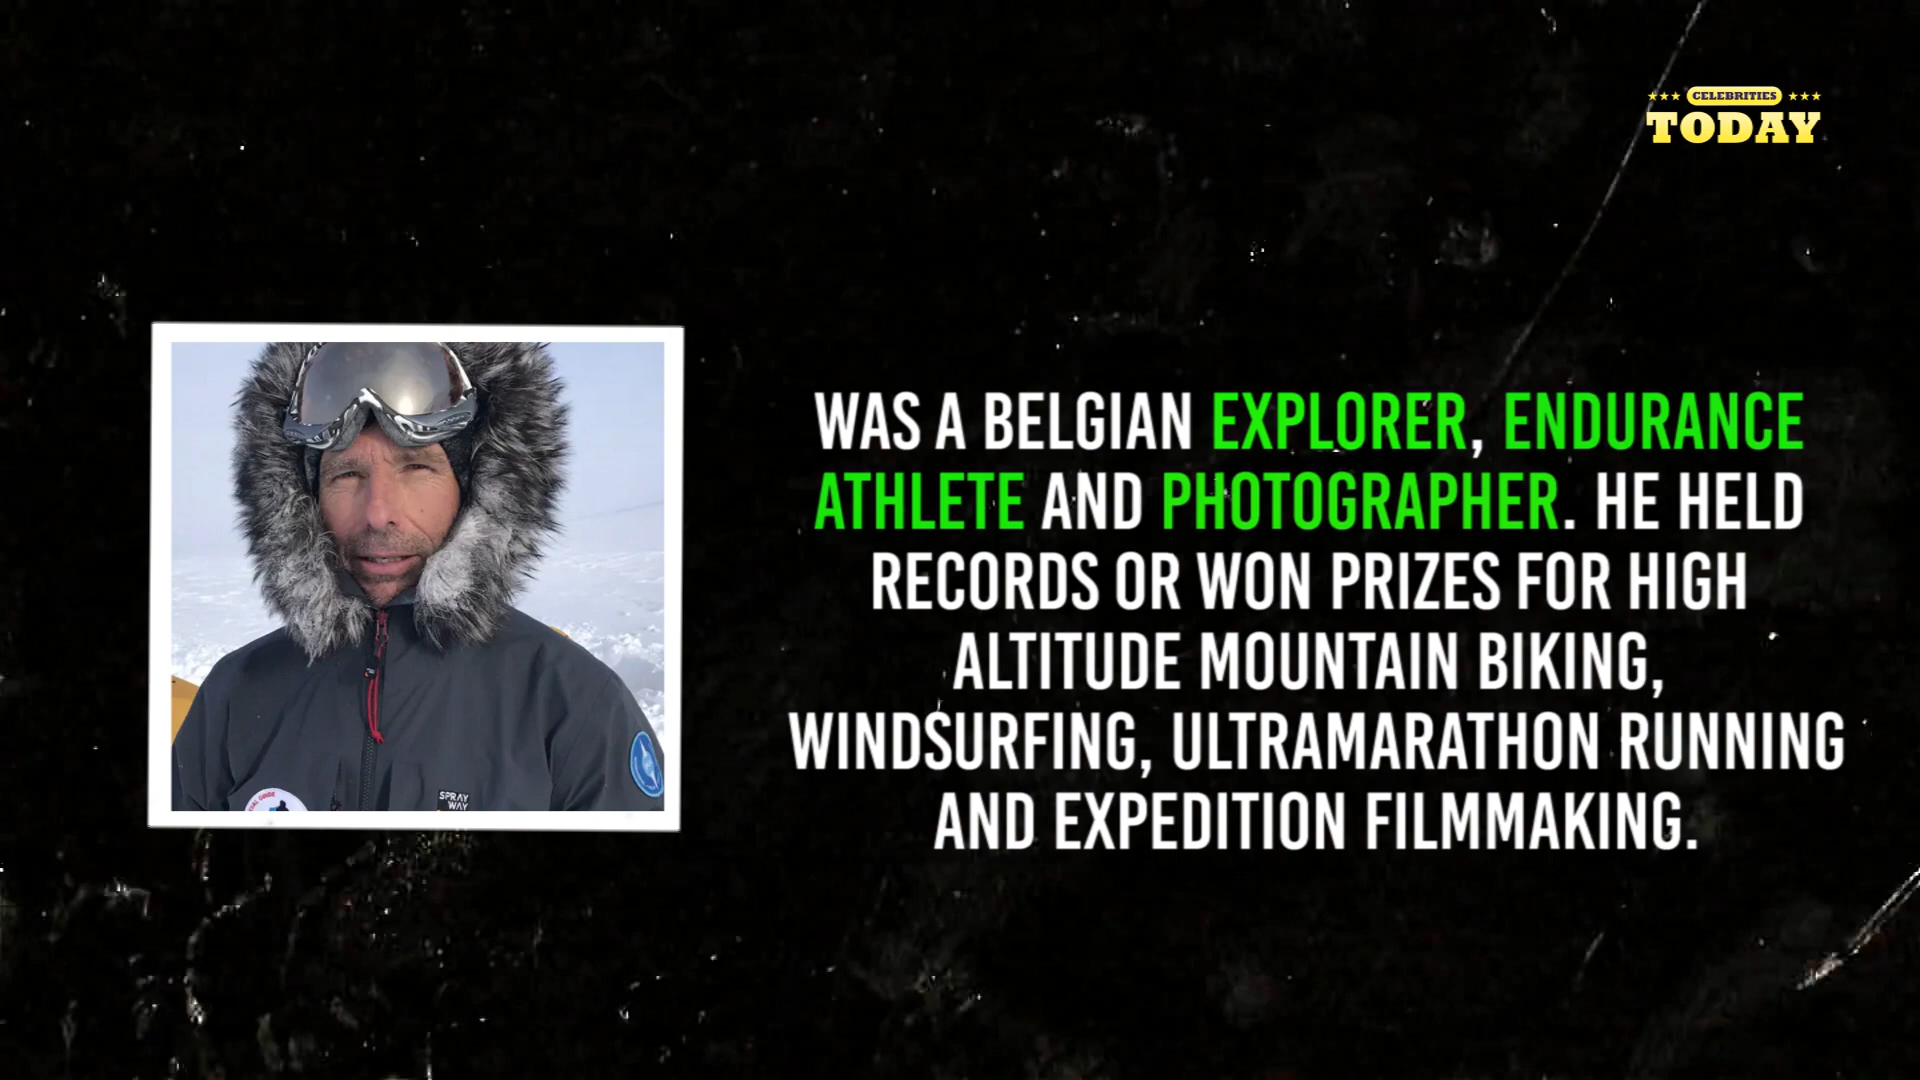 CELEBRITIES
TODAY
WAS A BELGIAN EXPLORER, ENDURANCE
ATHLETE AND PHOTOGRAPHER. HE HELD
RECORDS OR WON PRIZES FOR HIGH
ALTITUDE MOUNTAIN BIKING,
WINDSURFING, ULTRAMARATHON RUNNING
AND EXPEDITION FILMMAKING.
SPRAY
WAY
GUIDE